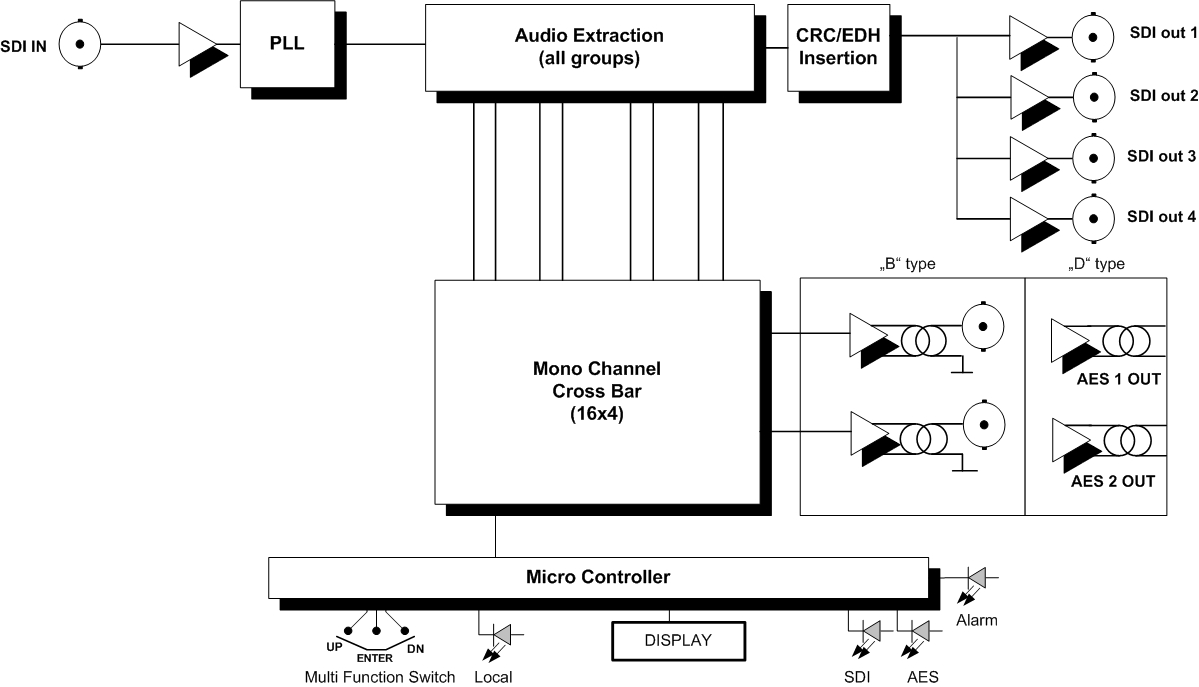 SDI IN
PLL
Audio Extraction
(all groups)
CRC/EDH
Insertion
SDI out 1
SDI out 2
SDI out 3
SDI out 4
„B“ type
„D“ type
Mono Channel
Cross Bar
(16x4)
AES 1 OUT
AES 2 OUT
Micro Controller
Alarm
UP
ENTER
DN
Multi Function Switch
Local
DISPLAY
SDI
AES